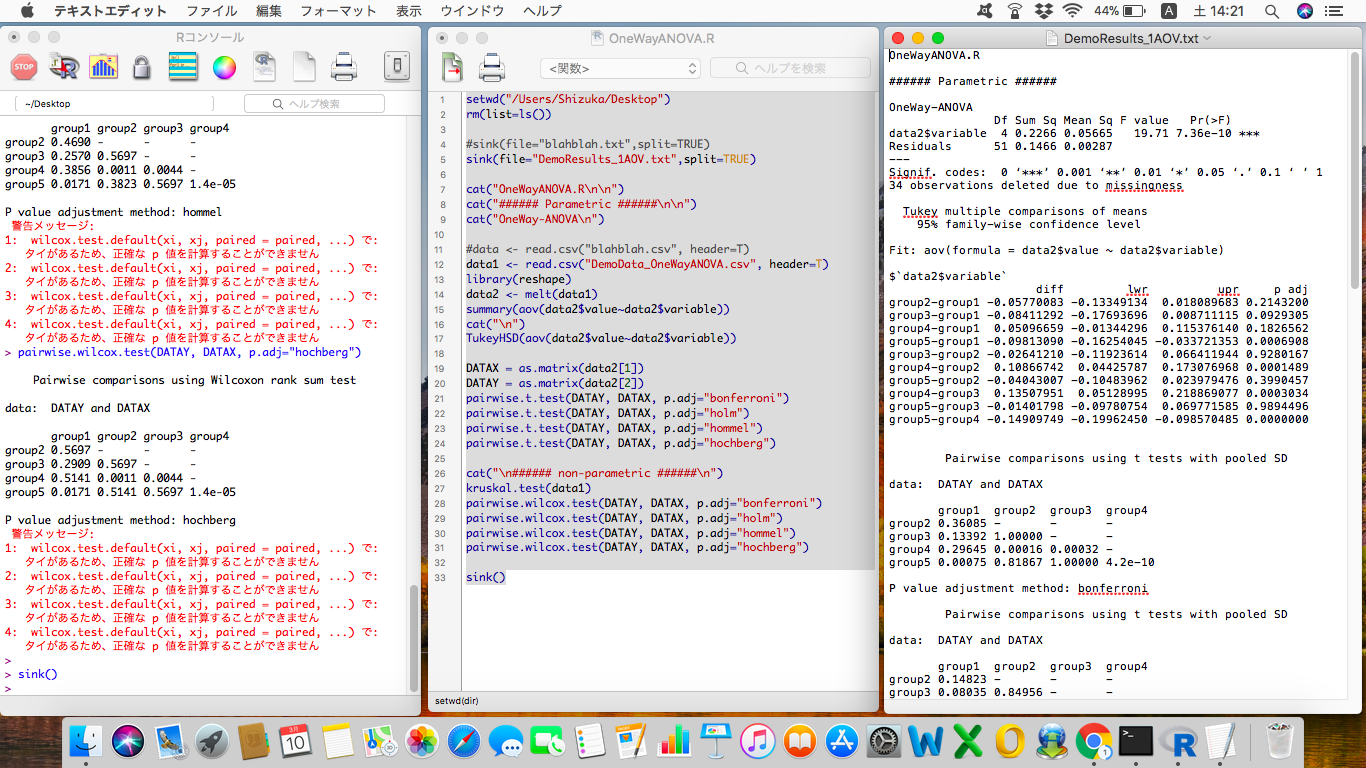 テキストエディット ファイル 編集 フォーマット 表示 ウインドウ ヘルプ 44% A 土 14:21
Rコンソール
STOP
~/Desktop
ヘルプ検索
        group1 group2 group3 group4
group2 0.4690 -      -      -
group3 0.2570 0.5697 -      -
group4 0.3856 0.0011 0.0044 -
group5 0.0171 0.3823 0.5697 1.4e-05
P value adjustment method: hommel
警告メッセージ:
1:  wilcox.test.default(xi, xj, paired = paired, ...) で:
タイがあるため、正確な p 値を計算することができません
2:  wilcox.test.default(xi, xj, paired = paired, ...) で:
タイがあるため、正確な p 値を計算することができません
3:  wilcox.test.default(xi, xj, paired = paired, ...) で:
タイがあるため、正確な p 値を計算することができません
4:  wilcox.test.default(xi, xj, paired = paired, ...) で:
タイがあるため、正確な p 値を計算することができません
> pairwise.wilcox.test(DATAY, DATAX, p.adj="hochberg")
Pairwise comparisons using Wilcoxon rank sum test
data:  DATAY and DATAX
        group1 group2 group3 group4
group2 0.5697 -      -      -
group3 0.2909 0.5697 -      -
group4 0.5141 0.0011 0.0044 -
group5 0.0171 0.5141 0.5697 1.4e-05
P value adjustment method: hochberg
警告メッセージ:
1:  wilcox.test.default(xi, xj, paired = paired, ...) で:
タイがあるため、正確な p 値を計算することができません
2:  wilcox.test.default(xi, xj, paired = paired, ...) で:
タイがあるため、正確な p 値を計算することができません
3:  wilcox.test.default(xi, xj, paired = paired, ...) で:
タイがあるため、正確な p 値を計算することができません
4:  wilcox.test.default(xi, xj, paired = paired, ...) で:
タイがあるため、正確な p 値を計算することができません
>
> sink()
>
OneWayANOVA.R
<関数>
ヘルプを検索
1 setwd("/Users/Shizuka/Desktop")
2 rm(list=ls())
3
4 #sink(file="blahblah.txt",split=TRUE)
5 sink(file="DemoResults_1AOV.txt",split=TRUE)
6
7 cat("OneWayANOVA.R\n\n")
8 cat("###### Parametric ######\n\n")
9 cat("OneWay-ANOVA\n")
10
11 #data <- read.csv("blahblah.csv", header=T)
12 data1 <- read.csv("DemoData_OneWayANOVA.csv", header=T)
13 library(reshape)
14 data2 <- melt(data1)
15 summary(aov(data2$value~data2$variable))
16 cat("\n")
17 TukeyHSD(aov(data2$value~data2$variable))
18
19 DATAX = as.matrix(data2[1])
20 DATAY = as.matrix(data2[2])
21 pairwise.t.test(DATAY, DATAX, p.adj="bonferroni")
22 pairwise.t.test(DATAY, DATAX, p.adj="holm")
23 pairwise.t.test(DATAY, DATAX, p.adj="hommel")
24 pairwise.t.test(DATAY, DATAX, p.adj="hochberg")
25
26 cat("\n###### non-parametric ######\n")
27 kruskal.test(data1)
28 pairwise.wilcox.test(DATAY, DATAX, p.adj="bonferroni")
29 pairwise.wilcox.test(DATAY, DATAX, p.adj="holm")
30 pairwise.wilcox.test(DATAY, DATAX, p.adj="hommel")
31 pairwise.wilcox.test(DATAY, DATAX, p.adj="hochberg")
32
33 sink()
setwd(dir)
DemoResults_1AOV.txt
OneWayANOVA.R
###### Parametric ######
OneWay-ANOVA
               Df Sum Sq Mean Sq F value   Pr(>F)
data2$variable  4 0.2266 0.05665   19.71 7.36e-10 ***
Residuals      51 0.1466 0.00287
---
Signif. codes:  0 ‘***’ 0.001 ‘**’ 0.01 ‘*’ 0.05 ‘.’ 0.1 ‘ ’ 1
34 observations deleted due to missingness
Tukey multiple comparisons of means
95% family-wise confidence level
Fit: aov(formula = data2$value ~ data2$variable)
$`data2$variable`
                     diff         lwr          upr     p adj
group2-group1 -0.05770083 -0.13349134  0.018089683 0.2143200
group3-group1 -0.08411292 -0.17693696  0.008711115 0.0929305
group4-group1  0.05096659 -0.01344296  0.115376140 0.1826562
group5-group1 -0.09813090 -0.16254045 -0.033721353 0.0006908
group3-group2 -0.02641210 -0.11923614  0.066411944 0.9280167
group4-group2  0.10866742  0.04425787  0.173076968 0.0001489
group5-group2 -0.04043007 -0.10483962  0.023979476 0.3990457
group4-group3  0.13507951  0.05128995  0.218869077 0.0003034
group5-group3 -0.01401798 -0.09780754  0.069771585 0.9894496
group5-group4 -0.14909749 -0.19962450 -0.098570485 0.0000000
Pairwise comparisons using t tests with pooled SD
data:  DATAY and DATAX
       group1  group2  group3  group4
group2 0.36085 -       -       -
group3 0.13392 1.00000 -       -
group4 0.29645 0.00016 0.00032 -
group5 0.00075 0.81867 1.00000 4.2e-10
P value adjustment method: bonferroni
Pairwise comparisons using t tests with pooled SD
data:  DATAY and DATAX
       group1  group2  group3  group4
group2 0.14823 -       -       -
group3 0.08035 0.84956 -       -
3月
10